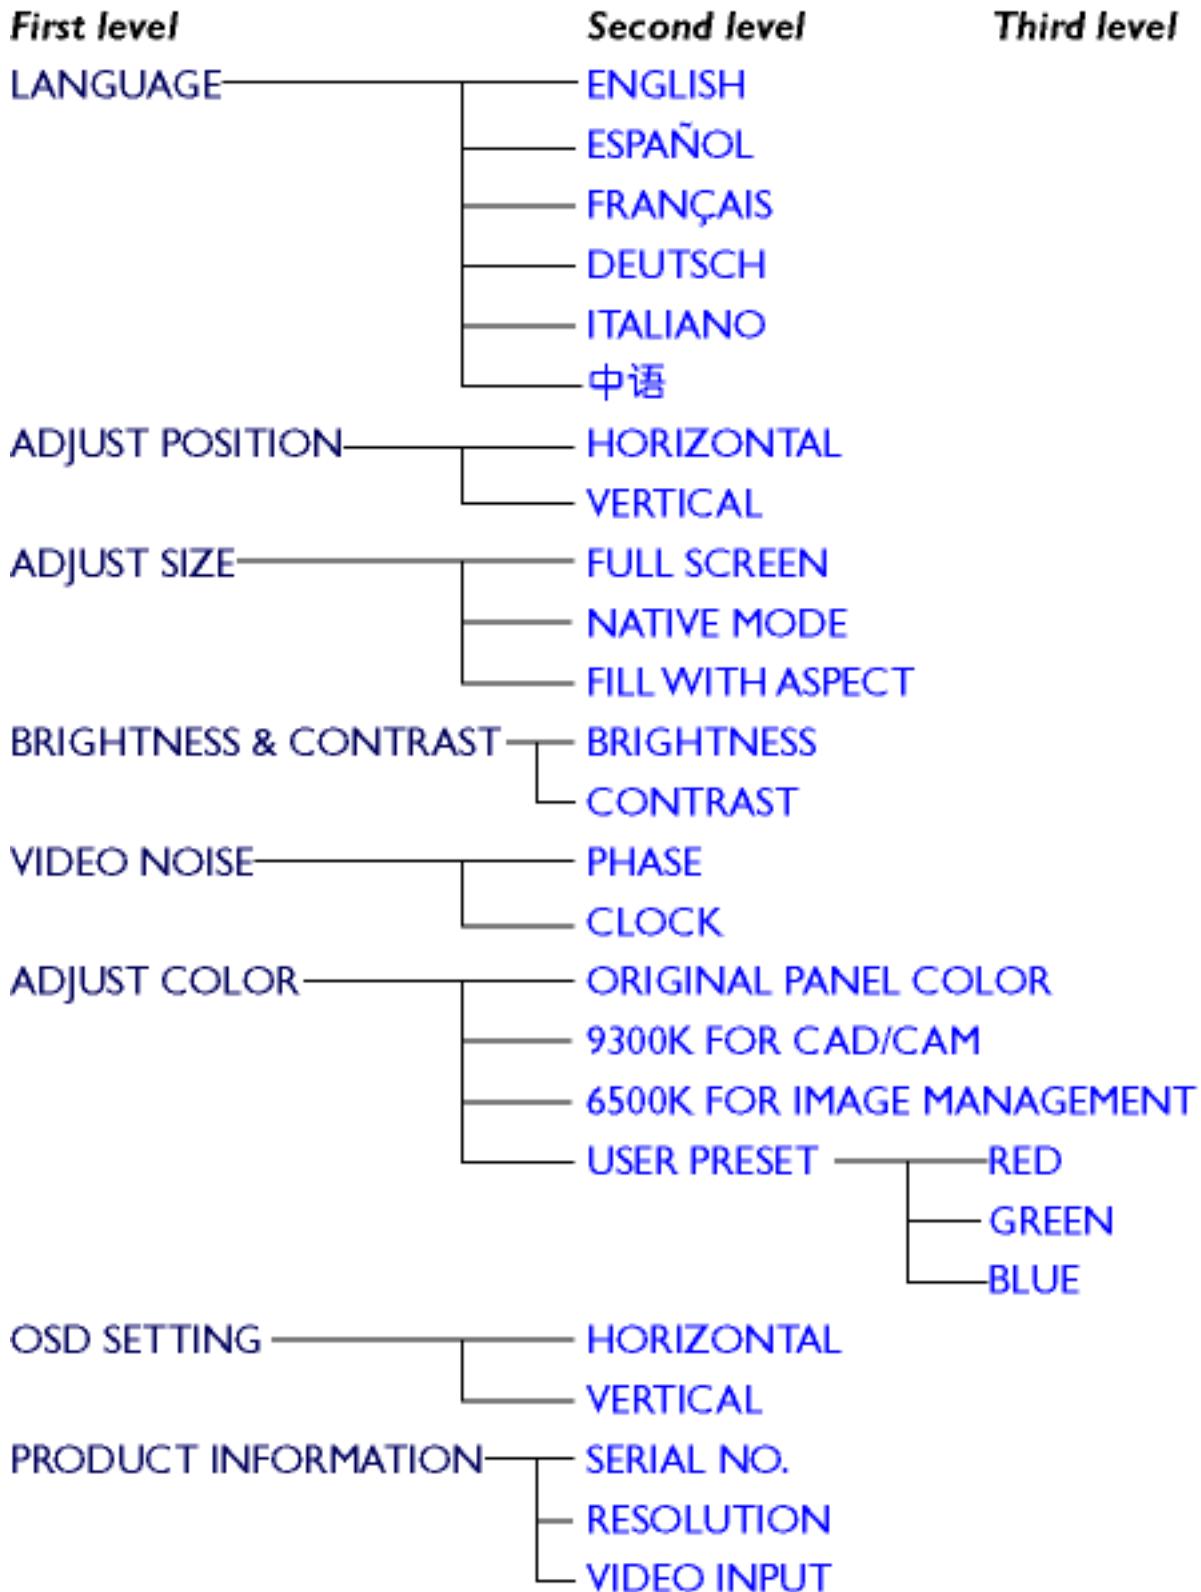 First level Second level Third level
LANGUAGE ENGLISH
ESPAÑOL
FRANÇAIS
DEUTSCH
ITALIANO
中语
ADJUST POSITION HORIZONTAL
VERTICAL
ADJUST SIZE FULL SCREEN
NATIVE MODE
FILL WITH ASPECT
BRIGHTNESS & CONTRAST BRIGHTNESS
CONTRAST
VIDEO NOISE PHASE
CLOCK
ADJUST COLOR ORIGINAL PANEL COLOR
9300K FOR CAD/CAM
6500K FOR IMAGE MANAGEMENT
USER PRESET RED
GREEN
BLUE
OSD SETTING HORIZONTAL
VERTICAL
PRODUCT INFORMATION SERIAL NO.
RESOLUTION
VIDEO INPUT